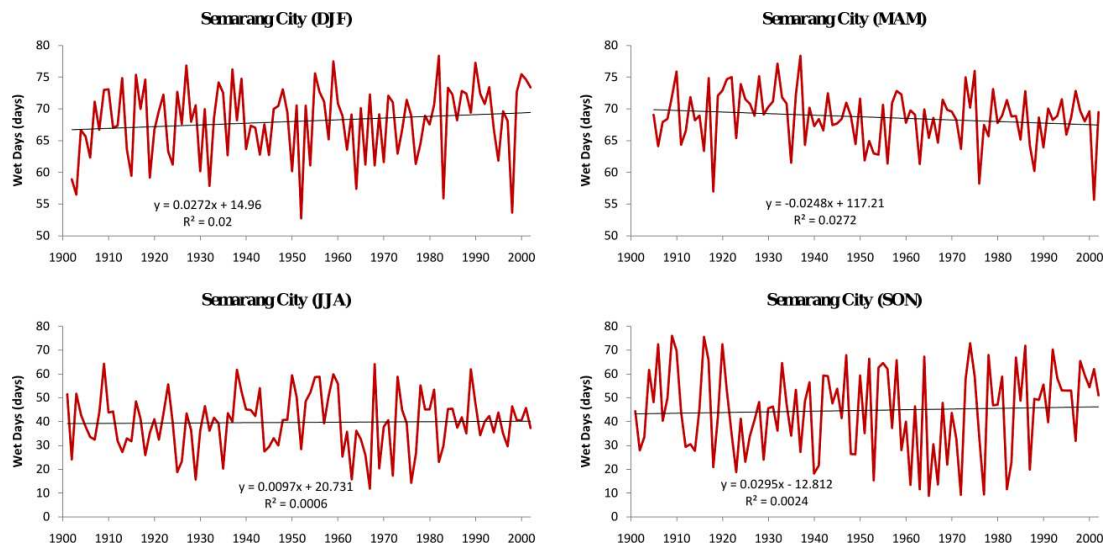 Semarang City (DJF)
Wet Days (days)
80
75
70
65
60
55
50
y = 0.0272x + 14.96
R² = 0.02
1900 1910 1920 1930 1940 1950 1960 1970 1980 1990 2000
Semarang City (MAM)
Wet Days (days)
80
75
70
65
60
55
50
y = -0.0248x + 117.21
R² = 0.0272
1900 1910 1920 1930 1940 1950 1960 1970 1980 1990 2000
Semarang City (JJA)
Wet Days (days)
80
70
60
50
40
30
20
10
0
y = 0.0097x + 20.731
R² = 0.0006
1900 1910 1920 1930 1940 1950 1960 1970 1980 1990 2000
Semarang City (SON)
Wet Days (days)
80
70
60
50
40
30
20
10
0
y = 0.0295x - 12.812
R² = 0.0024
1900 1910 1920 1930 1940 1950 1960 1970 1980 1990 2000